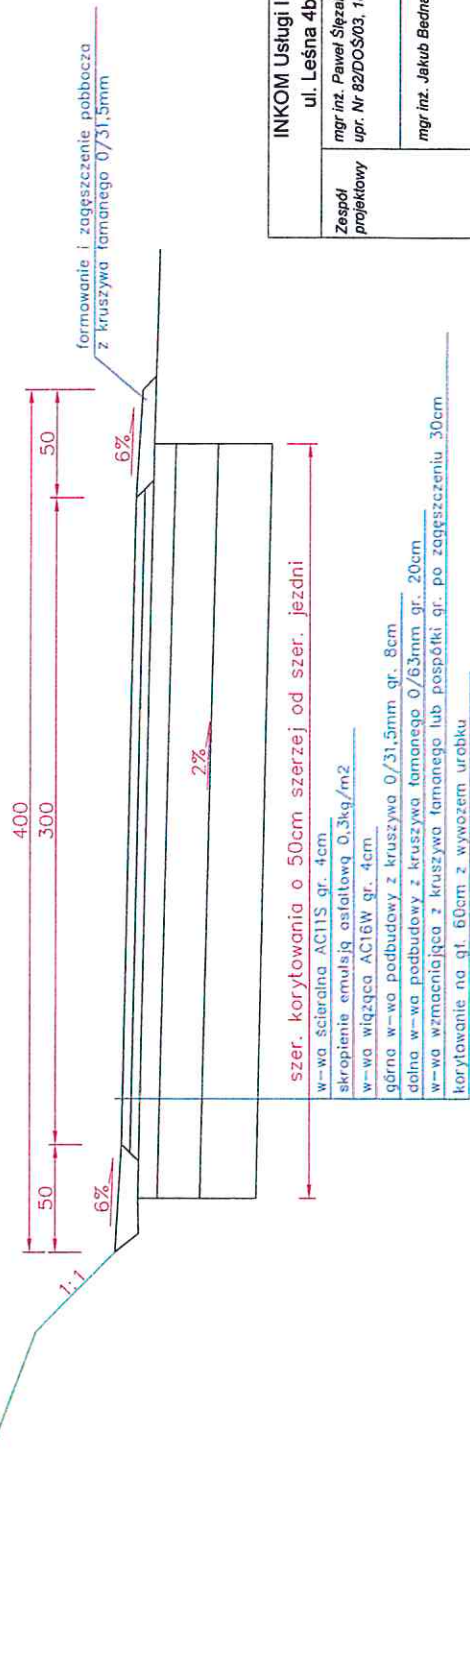 400
50
300
50
6%
6%
2%
1:1
formowanie i zagęszczenie pobbocza
z kruszywa łamanego 0/31,5mm
szer. korytowania o 50cm szerzej od szer. jezdni
w-wa ścieralna AC11S gr. 4cm
skropienie emulsją asfaltową 0,3kg/m2
w-wa wiążąca AC16W gr. 4cm
górna w-wa podbudowy z kruszywa 0/31,5mm gr. 8cm
dolna w-wa podbudowy z kruszywa łamanego 0/63mm gr. 20cm
w-wa wzmacniająca z kruszywa łamanego lub pospółki gr. po zagęszczeniu 30cm
korytowanie na gł. 60cm z wywozem urobku
INKOM Usługi
ul. Leśna 4b
Zespół
projektowy
mgr inż. Paweł
upr. Nr 82/DOŚ/03,
mgr inż. Jakub